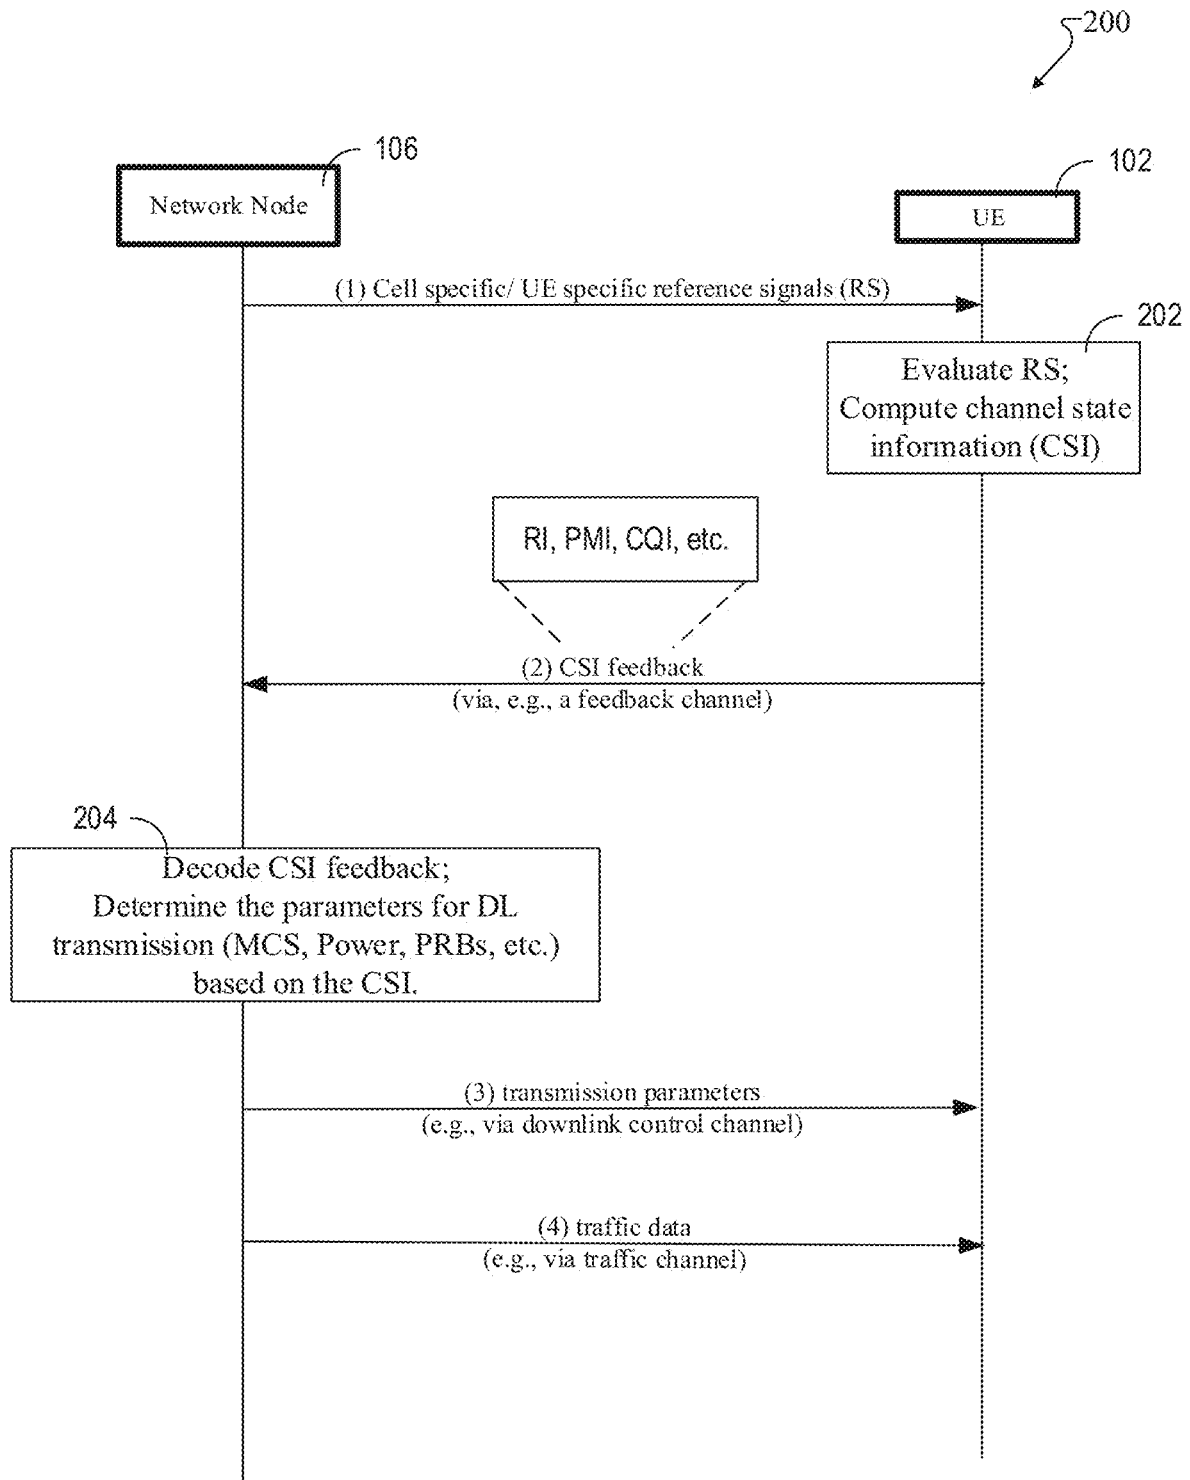 200
106
102
Network Node
UE
(1) Cell specific/ UE specific reference signals (RS)
202
Evaluate RS;
Compute channel state
information (CSI)
RI, PMI, CQI, etc.
(2) CSI feedback
(via, e.g., a feedback channel)
204
Decode CSI feedback;
Determine the parameters for DL
transmission (MCS, Power, PRBs, etc.)
based on the CSI.
(3) transmission parameters
(e.g., via downlink control channel)
(4) traffic data
(e.g., via traffic channel)